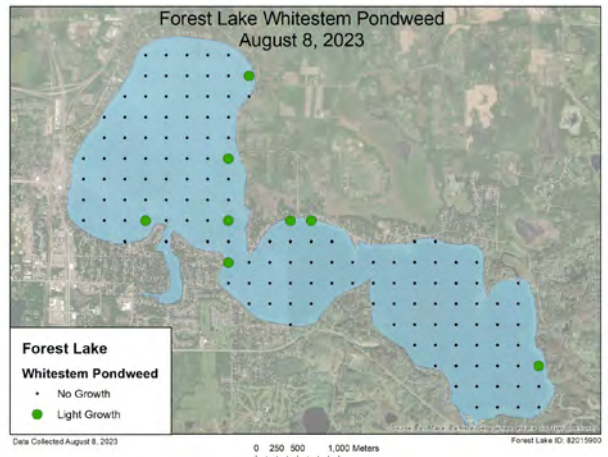 Forest Lake Whitestem Pondweed
August 8, 2023
Forest Lake
Whitestem Pondweed
No Growth
Light Growth
Data Collected August 8, 2023
0 250 500 1,000 Meters
Forest Lake ID: 82015900